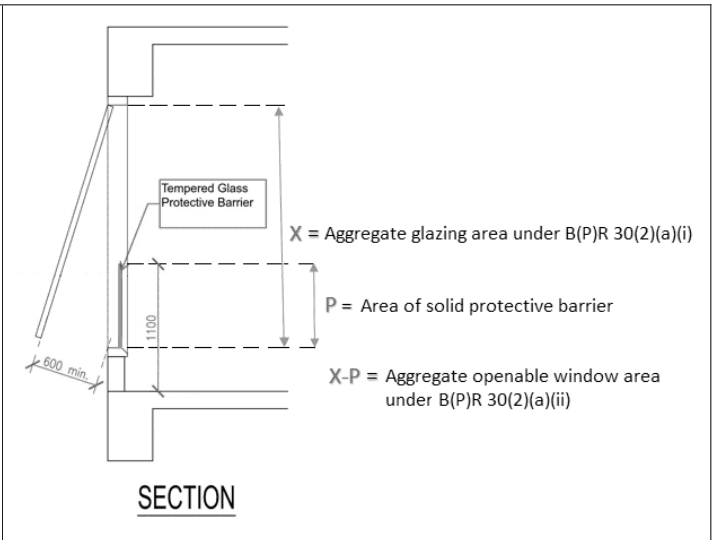 Tempered Glass
Protective Barrier
X = Aggregate glazing area under B(P)R 30(2)(a)(i)
P = Area of solid protective barrier
1100
600 min.
X-P = Aggregate openable window area
under B(P)R 30(2)(a)(ii)
SECTION